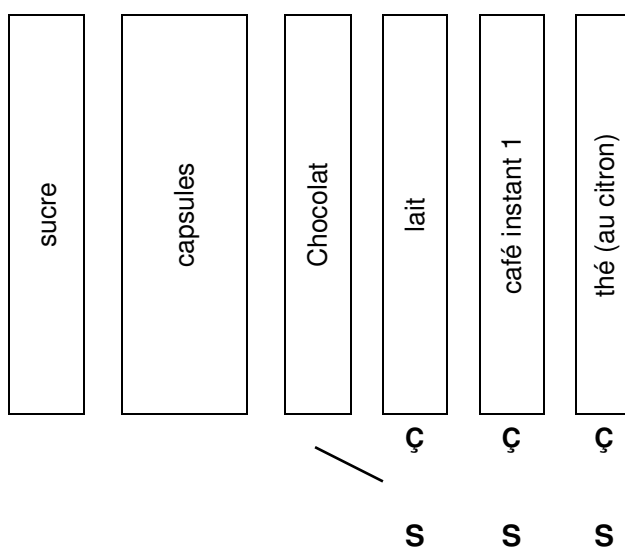 sucre
capsules
Chocolat
lait
café instant 1
thé (au citron)
Ç Ç Ç
S S S